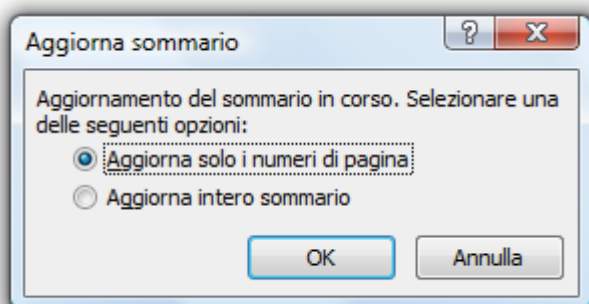 Aggiorna sommario
Aggiornamento del sommario in corso. Selezionare una
delle seguenti opzioni:
Aggiorna solo i numeri di pagina
Aggiorna intero sommario
OK Annulla